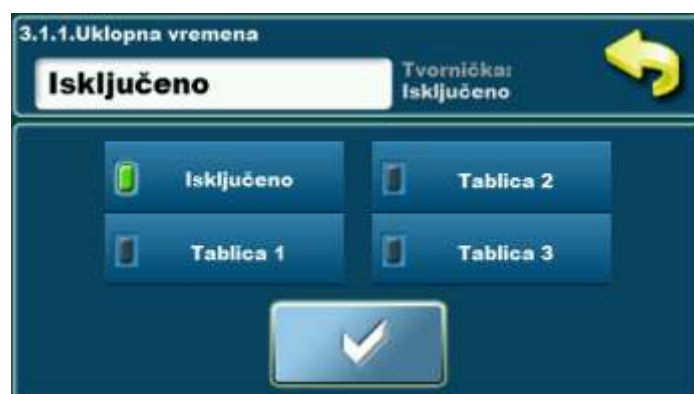 3.1.1.Uklopna vremena
Isključeno
Tvornička:
Isključeno
Isključeno
Tablica 2
Tablica 1
Tablica 3